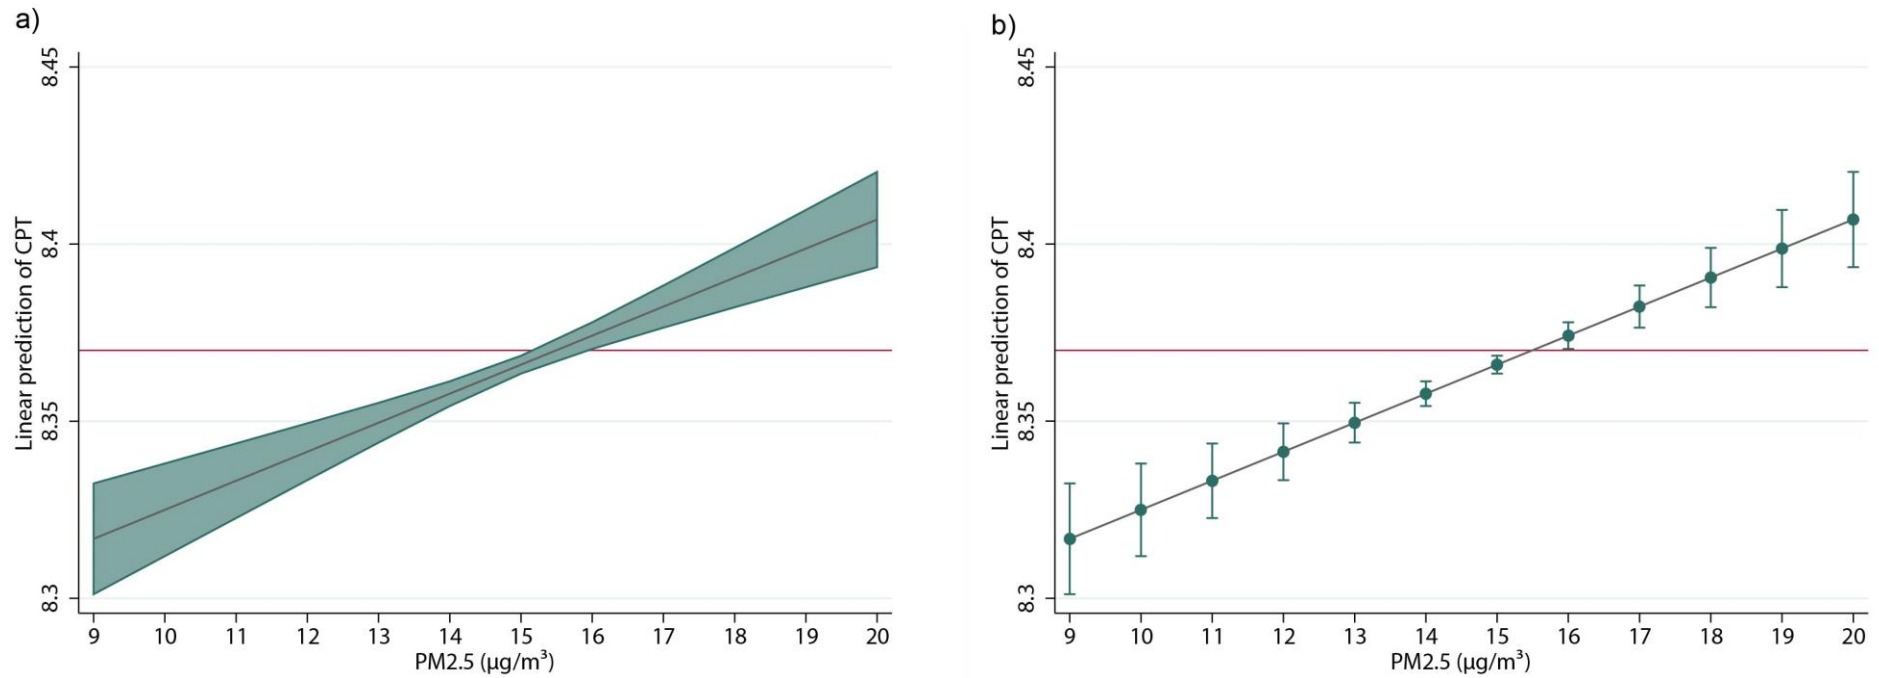 a)
Linear prediction of CPT
8.45
8.4
8.35
8.3
9 10 11 12 13 14 15 16 17 18 19 20
PM2.5 (µg/m³)
b)
Linear prediction of CPT
8.45
8.4
8.35
8.3
9 10 11 12 13 14 15 16 17 18 19 20
PM2.5 (µg/m³)